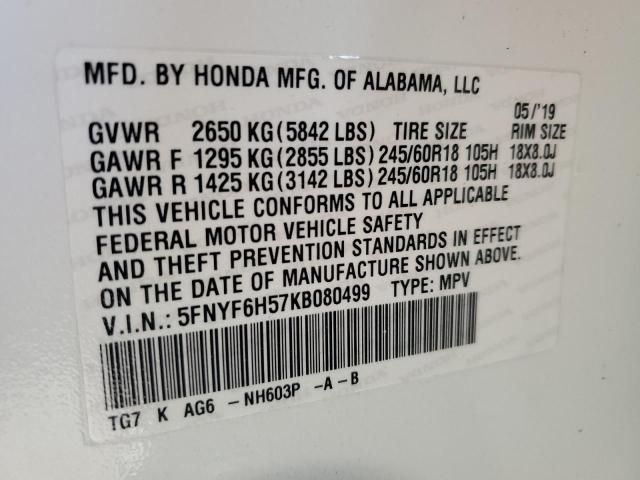 MFD. BY HONDA MFG. OF ALABAMA, LLC
05/'19
GVWR 2650 KG (5842 LBS) TIRE SIZE RIM SIZE
GAWR F 1295 KG (2855 LBS) 245/60R18 105H 18X8.0J
GAWR R 1425 KG (3142 LBS) 245/60R18 105H 18X8.0J
THIS VEHICLE CONFORMS TO ALL APPLICABLE
FEDERAL MOTOR VEHICLE SAFETY
AND THEFT PREVENTION STANDARDS IN EFFECT
ON THE DATE OF MANUFACTURE SHOWN ABOVE.
V.I.N.: 5FNYF6H57KB080499 TYPE: MPV
TG7 K AG6 -NH603P -A-B